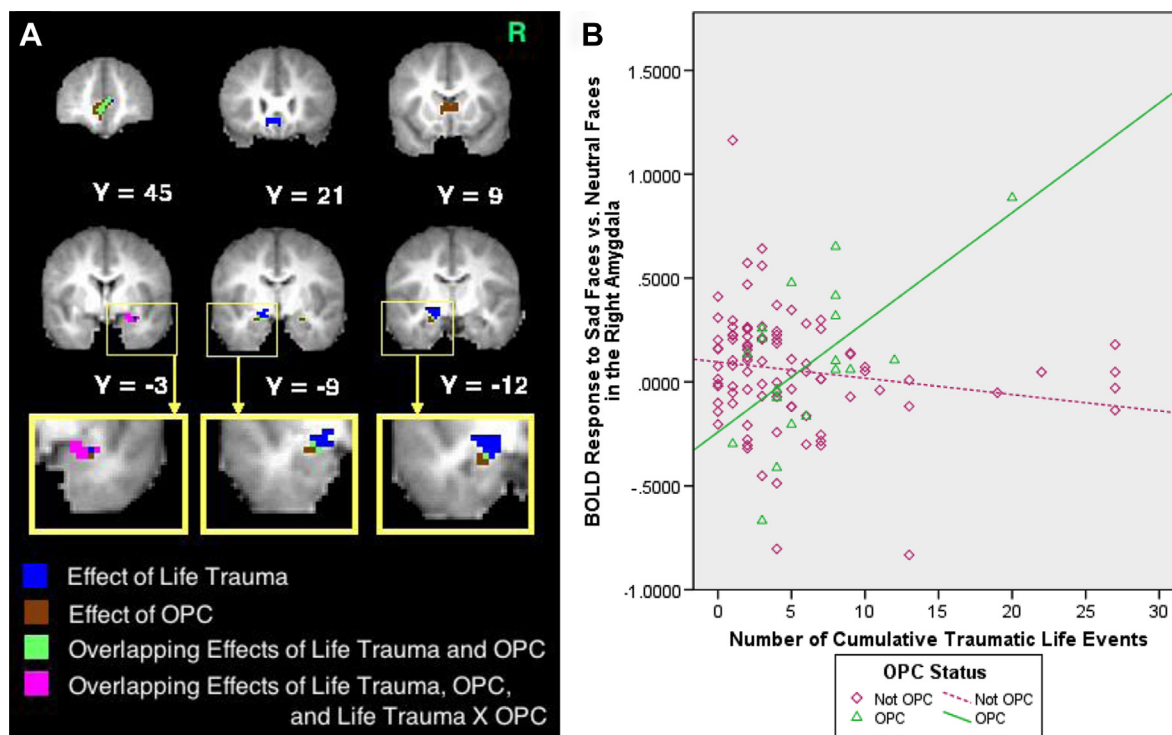 A
R
Y = 45
Y = 21
Y = 9
Y = -3
Y = -9
Y = -12
Effect of Life Trauma
Effect of OPC
Overlapping Effects of Life Trauma and OPC
Overlapping Effects of Life Trauma, OPC,
and Life Trauma X OPC
B
BOLD Response to Sad Faces vs. Neutral Faces
in the Right Amygdala
1.5000
1.0000
.5000
.0000
-.5000
-1.0000
0 5 10 15 20 25 30
Number of Cumulative Traumatic Life Events
OPC Status
Not OPC Not OPC
OPC OPC